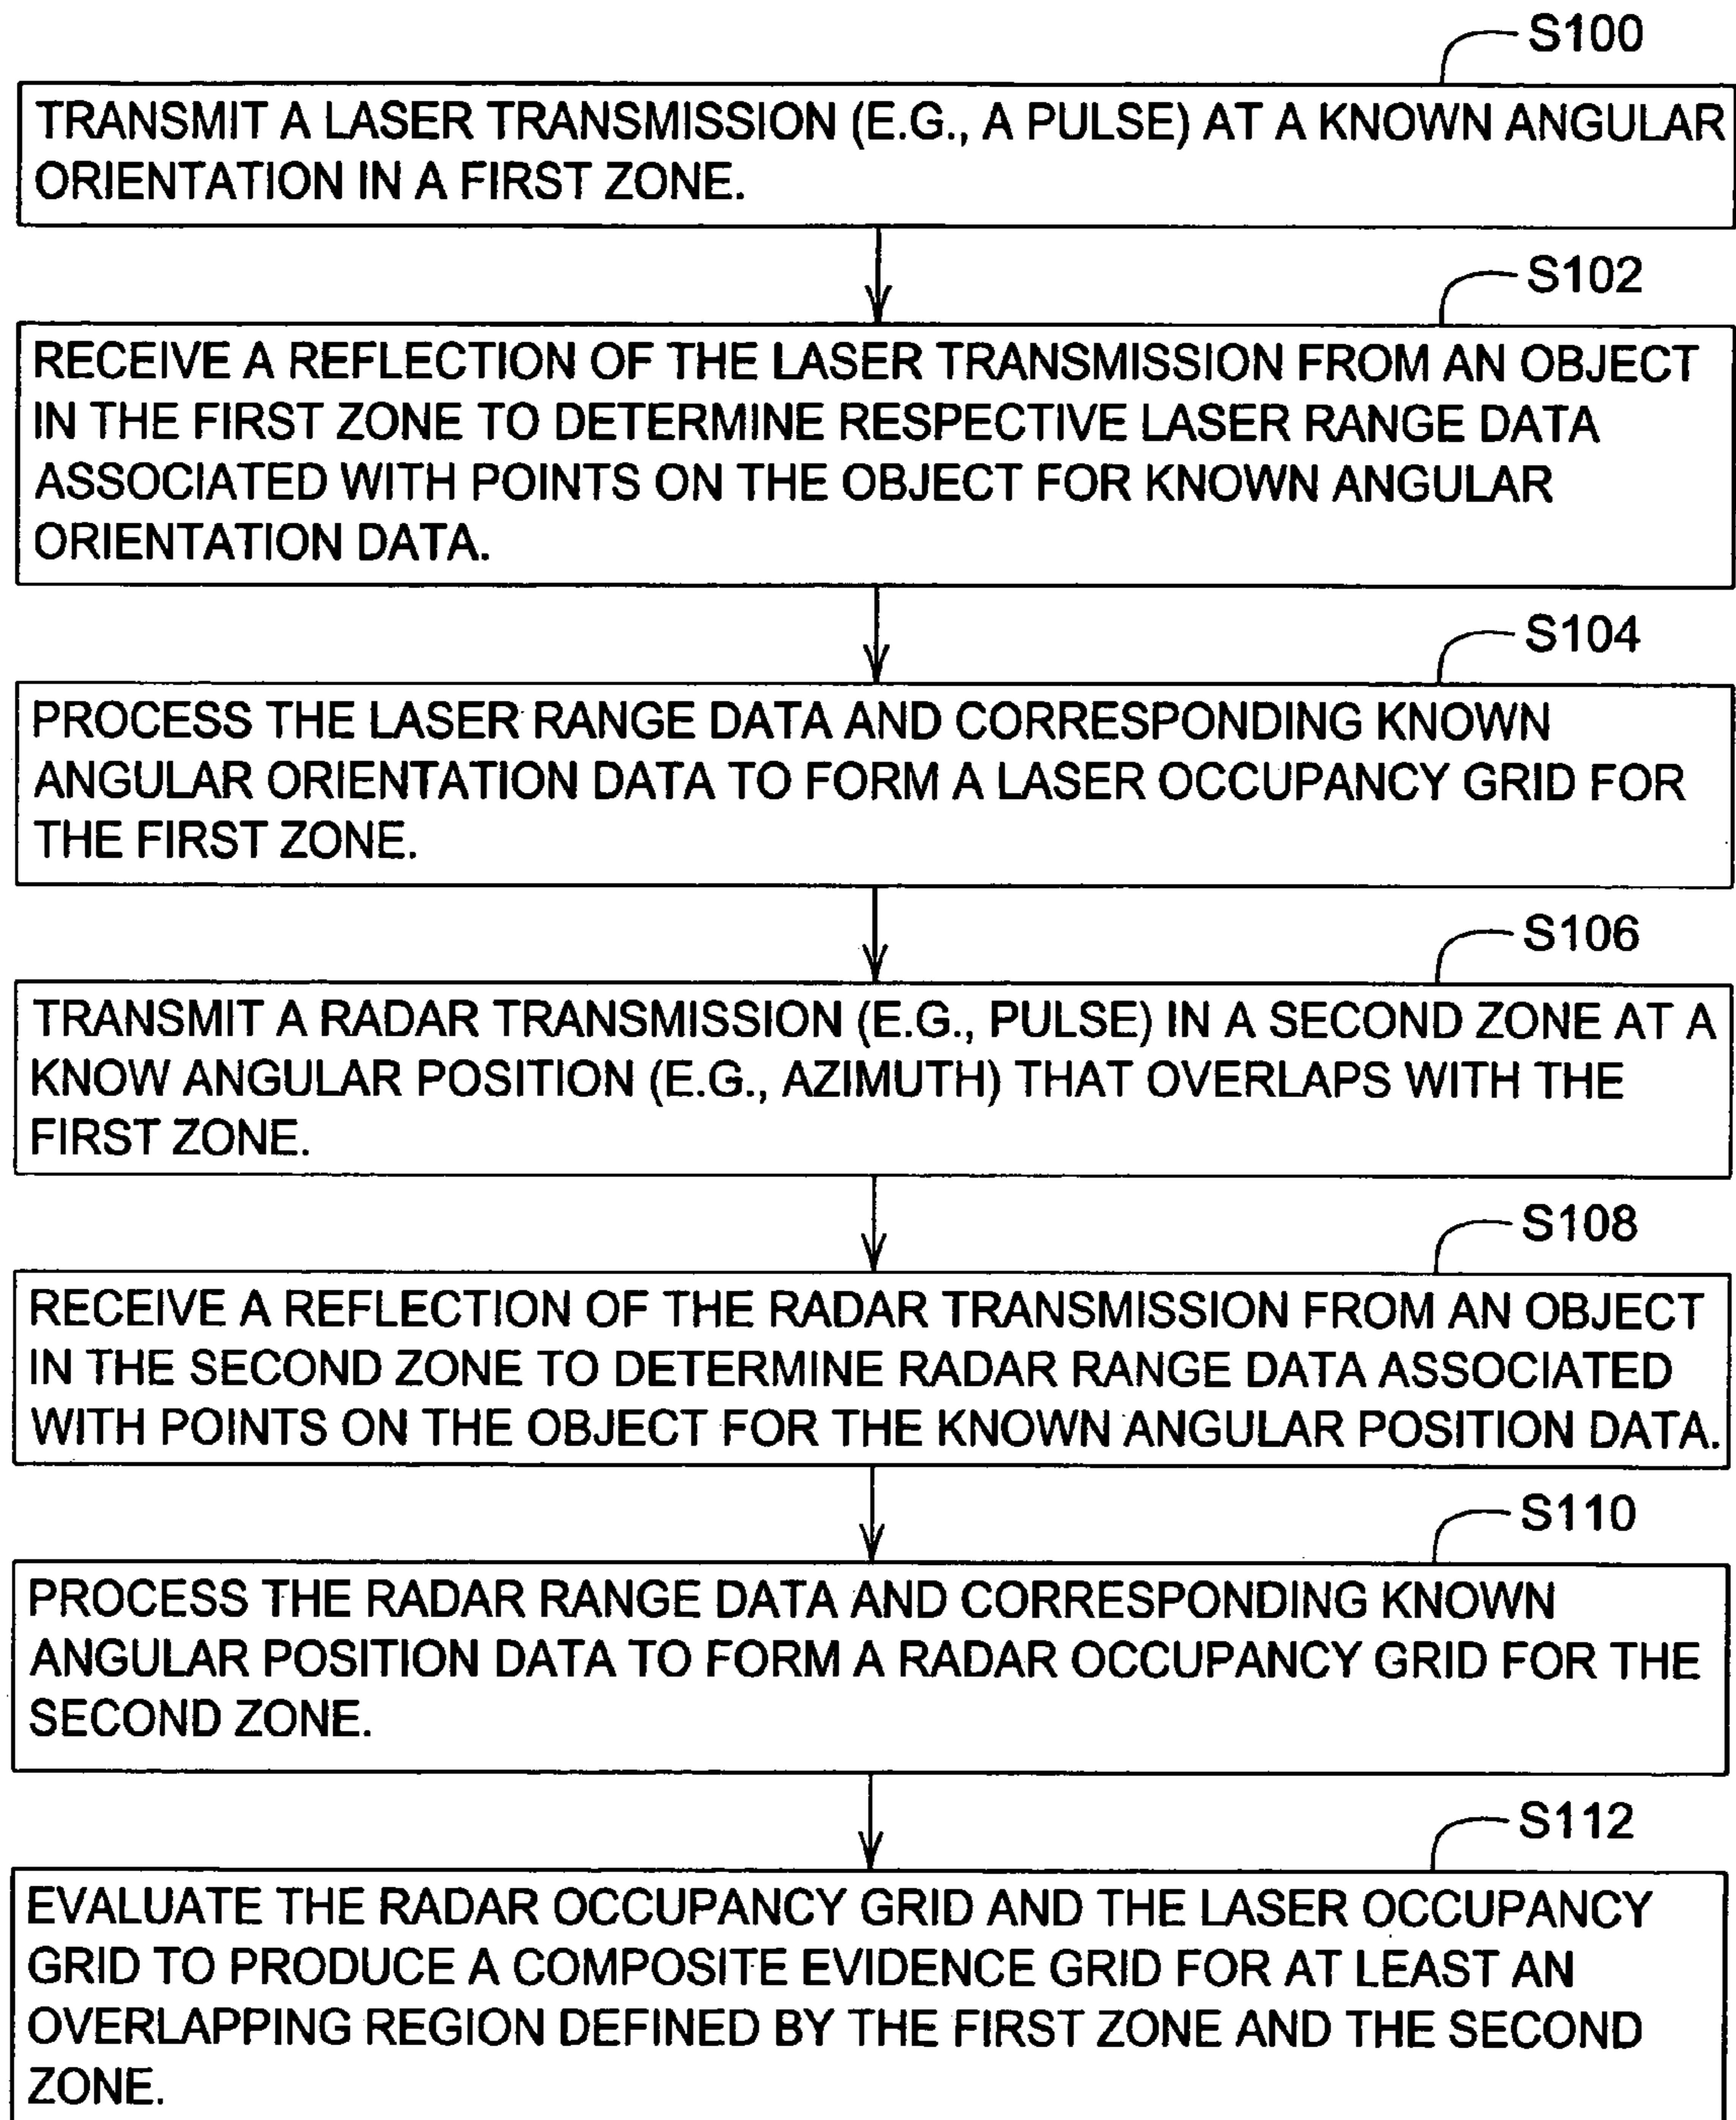 S100
TRANSMIT A LASER TRANSMISSION (E.G., A PULSE) AT A KNOWN ANGULAR
ORIENTATION IN A FIRST ZONE.
S102
RECEIVE A REFLECTION OF THE LASER TRANSMISSION FROM AN OBJECT
IN THE FIRST ZONE TO DETERMINE RESPECTIVE LASER RANGE DATA
ASSOCIATED WITH POINTS ON THE OBJECT FOR KNOWN ANGULAR
ORIENTATION DATA.
S104
PROCESS THE LASER RANGE DATA AND CORRESPONDING KNOWN
ANGULAR ORIENTATION DATA TO FORM A LASER OCCUPANCY GRID FOR
THE FIRST ZONE.
S106
TRANSMIT A RADAR TRANSMISSION (E.G., PULSE) IN A SECOND ZONE AT A
KNOW ANGULAR POSITION (E.G., AZIMUTH) THAT OVERLAPS WITH THE
FIRST ZONE.
S108
RECEIVE A REFLECTION OF THE RADAR TRANSMISSION FROM AN OBJECT
IN THE SECOND ZONE TO DETERMINE RADAR RANGE DATA ASSOCIATED
WITH POINTS ON THE OBJECT FOR THE KNOWN ANGULAR POSITION DATA.
S110
PROCESS THE RADAR RANGE DATA AND CORRESPONDING KNOWN
ANGULAR POSITION DATA TO FORM A RADAR OCCUPANCY GRID FOR THE
SECOND ZONE.
S112
EVALUATE THE RADAR OCCUPANCY GRID AND THE LASER OCCUPANCY
GRID TO PRODUCE A COMPOSITE EVIDENCE GRID FOR AT LEAST AN
OVERLAPPING REGION DEFINED BY THE FIRST ZONE AND THE SECOND
ZONE.